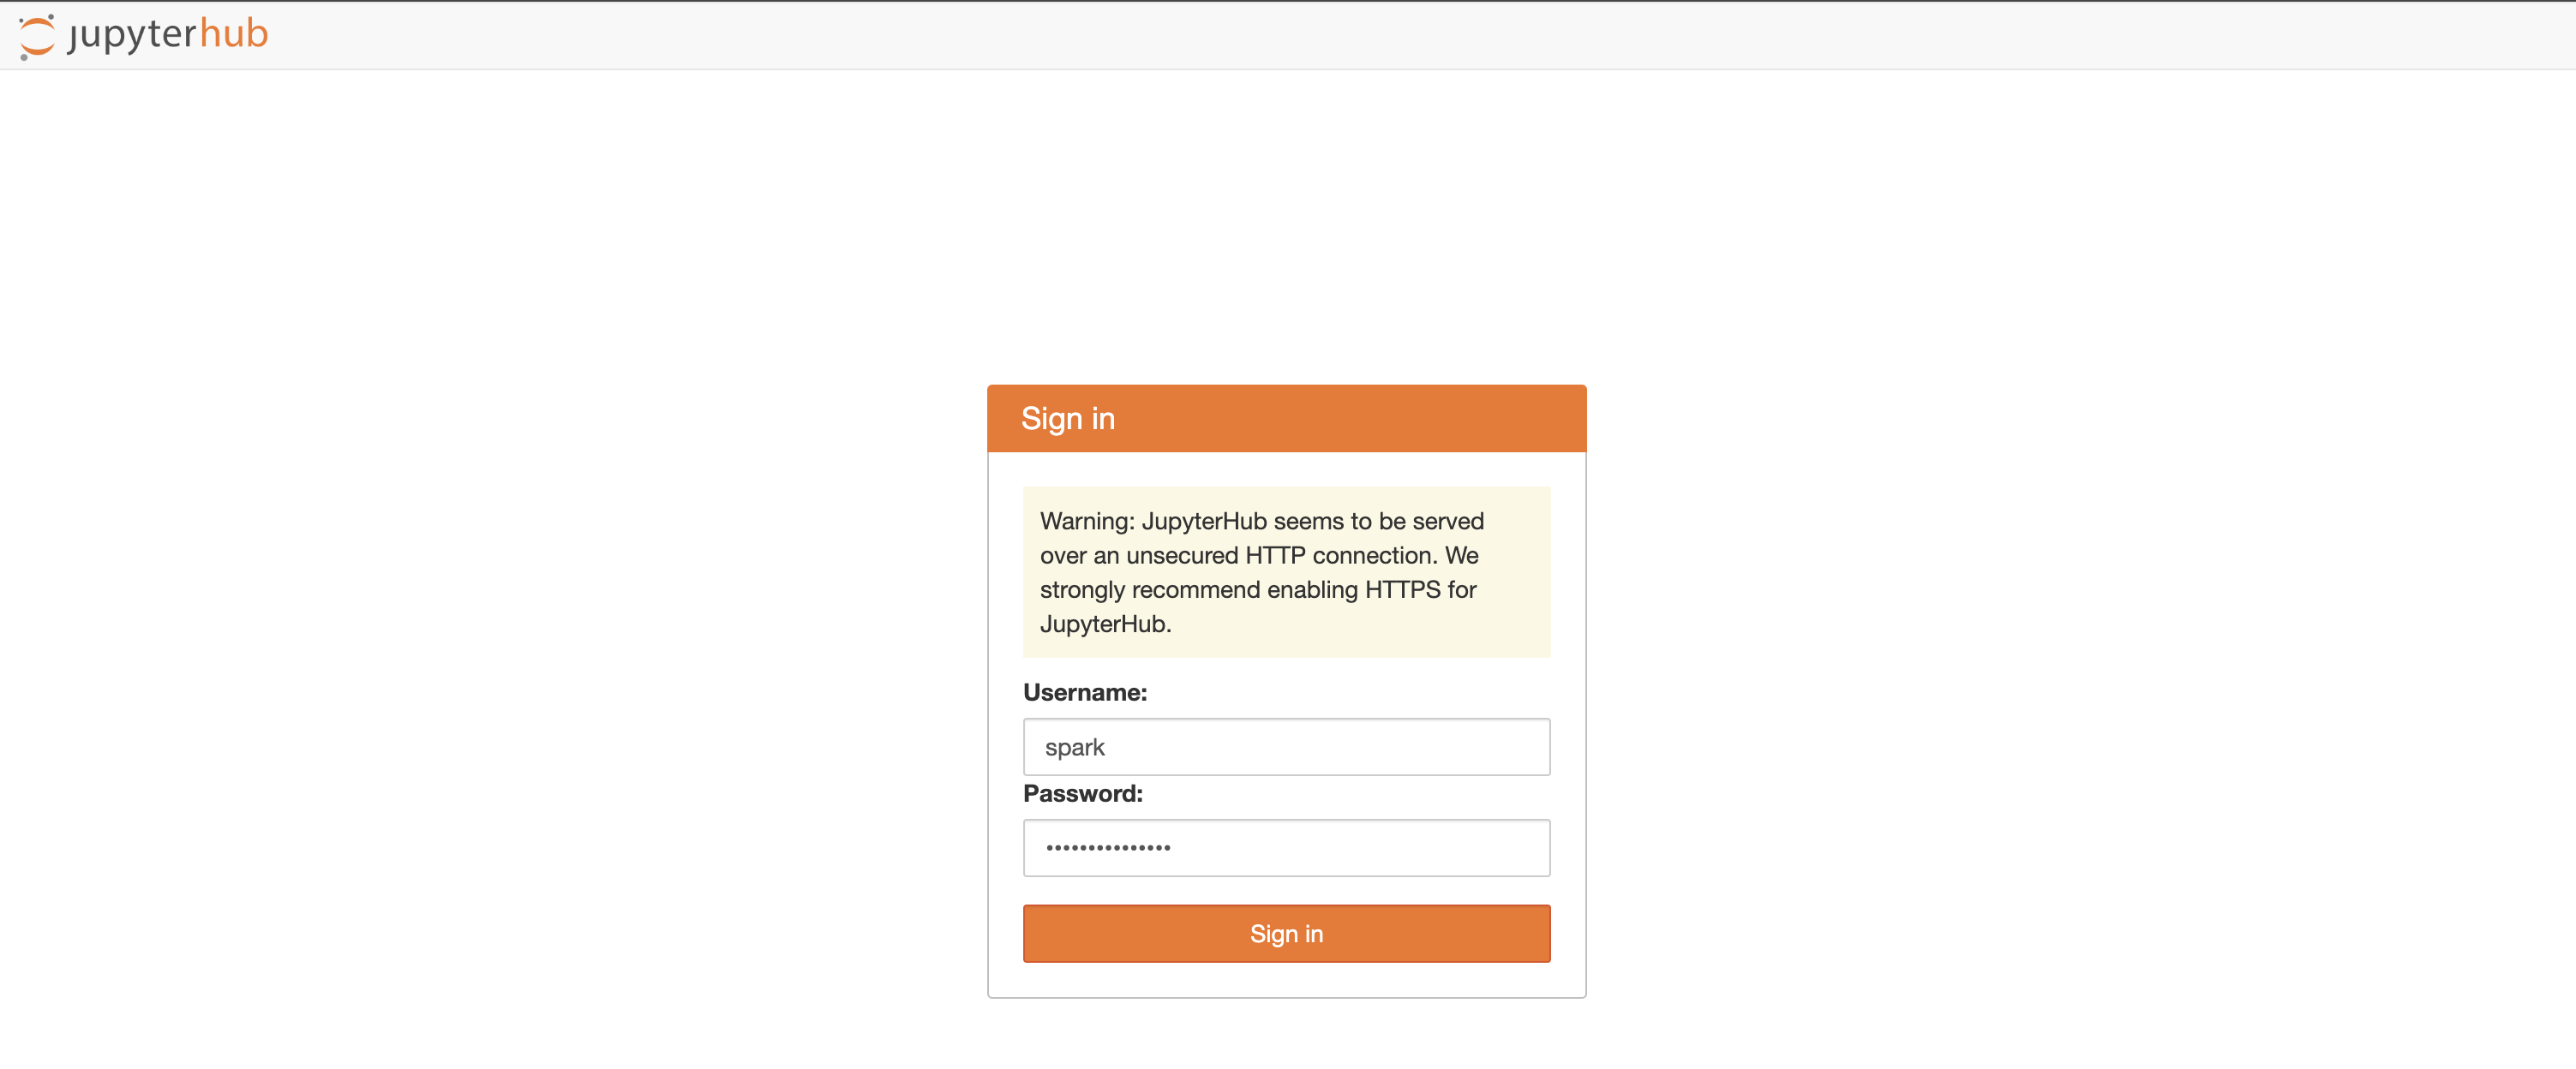 jupyterhub
Sign in
Warning: JupyterHub seems to be served
over an unsecured HTTP connection. We
strongly recommend enabling HTTPS for
JupyterHub.
Username:
spark
Password:
•••••••••••••••
Sign in